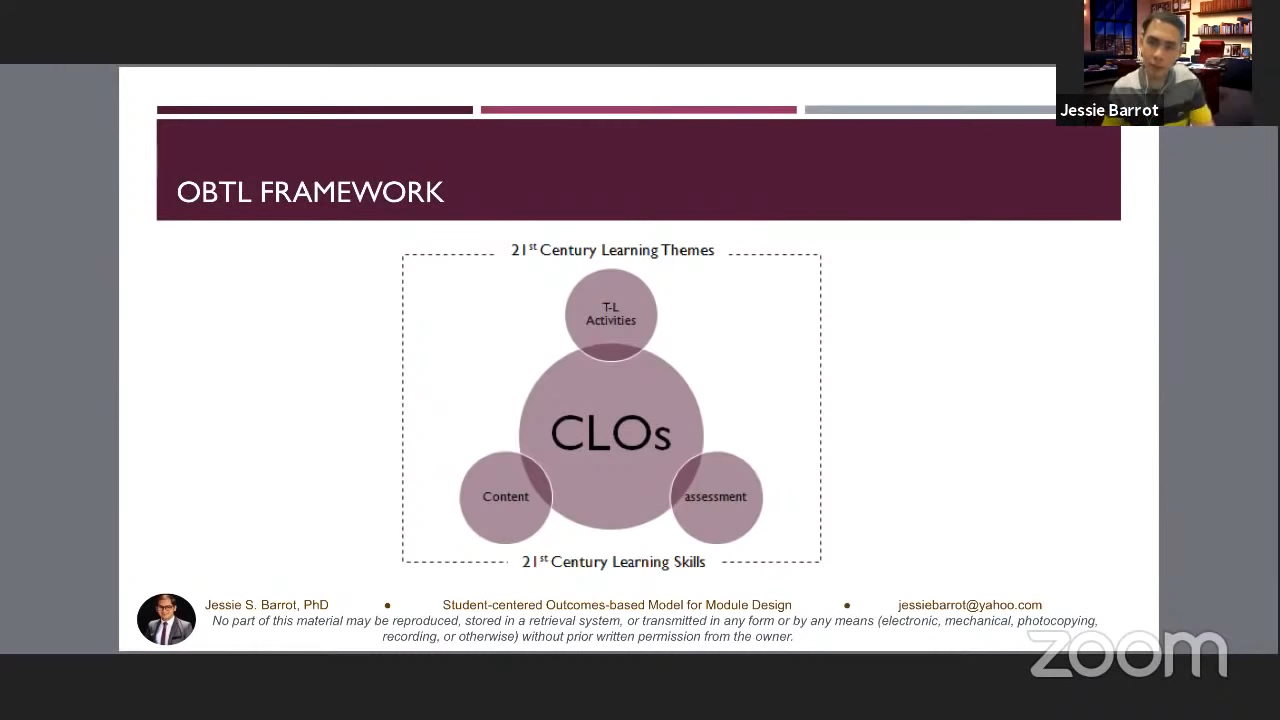 Jessie Barrot
OBTL FRAMEWORK
21st Century Learning Themes
T-L
Activities
CLOs
Content
assessment
21st Century Learning Skills
Jessie S. Barrot, PhD ● Student-centered Outcomes-based Model for Module Design ● jessiebarrot@yahoo.com
No part of this material may be reproduced, stored in a retrieval system, or transmitted in any form or by any means (electronic, mechanical, photocopying,
recording, or otherwise) without prior written permission from the owner.
zoom